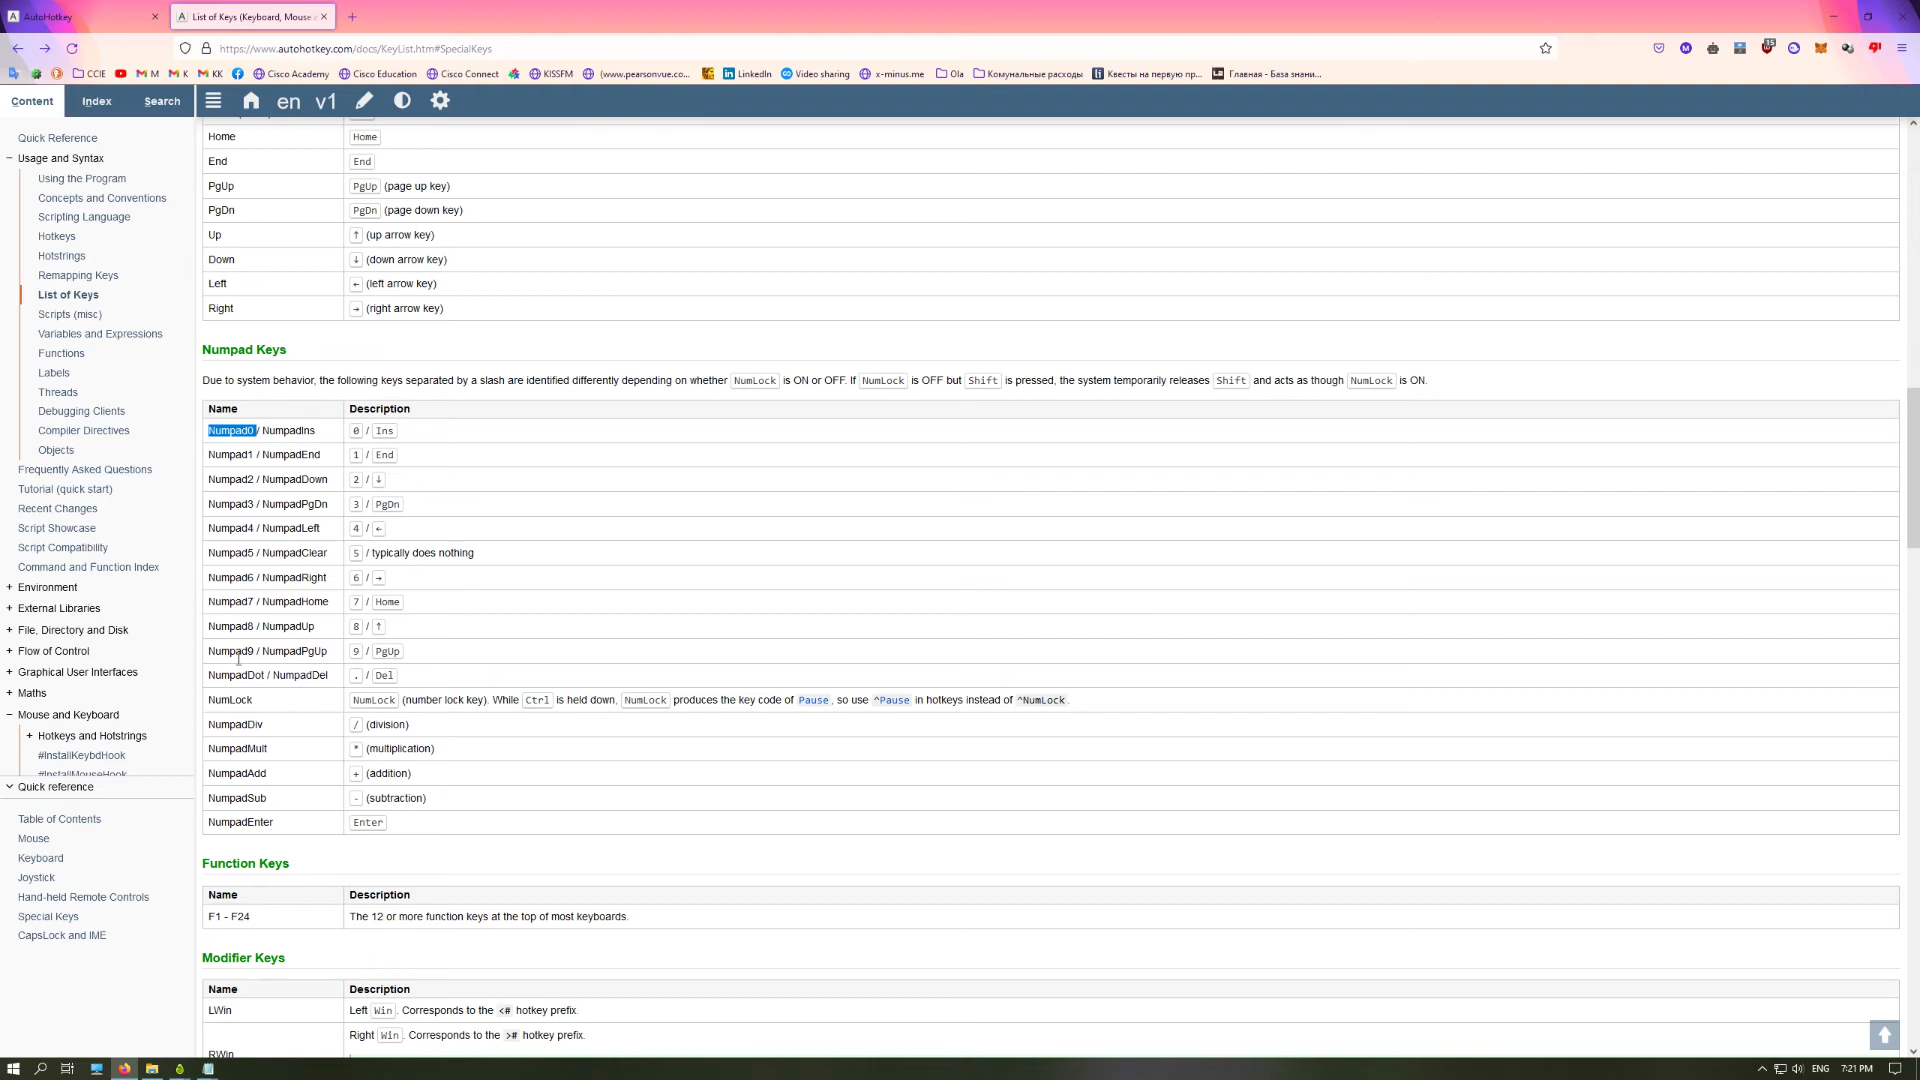 AutoHotkey
List of Keys (Keyboard, Mouse a
https://www.autohotkey.com/docs/KeyList.htm#SpecialKeys
15
CCIE
M
K
KK
Cisco Academy
Cisco Education
Cisco Connect
KISSFM
(www.pearsonvue.co...
LinkedIn
Video sharing
x-minus.me
Ola
Комунальные расходы
Квесты на первую пр...
Главная - База знани...
Content
Index
Search
en
v1
Quick Reference
− Usage and Syntax
Using the Program
Concepts and Conventions
Scripting Language
Hotkeys
Hotstrings
Remapping Keys
List of Keys
Scripts (misc)
Variables and Expressions
Functions
Labels
Threads
Debugging Clients
Compiler Directives
Objects
Frequently Asked Questions
Tutorial (quick start)
Recent Changes
Script Showcase
Script Compatibility
Command and Function Index
+ Environment
+ External Libraries
+ File, Directory and Disk
+ Flow of Control
+ Graphical User Interfaces
+ Maths
− Mouse and Keyboard
+ Hotkeys and Hotstrings
#InstallKeybdHook
#InstallMouseHook
Quick reference
Table of Contents
Mouse
Keyboard
Joystick
Hand-held Remote Controls
Special Keys
CapsLock and IME
Home Home
End End
PgUp PgUp (page up key)
PgDn PgDn (page down key)
Up ↑ (up arrow key)
Down ↓ (down arrow key)
Left ← (left arrow key)
Right → (right arrow key)
Numpad Keys
Due to system behavior, the following keys separated by a slash are identified differently depending on whether NumLock is ON or OFF. If NumLock is OFF but Shift is pressed, the system temporarily releases Shift and acts as though NumLock is ON.
Name Description
Numpad0 / NumpadIns 0 / Ins
Numpad1 / NumpadEnd 1 / End
Numpad2 / NumpadDown 2 / ↓
Numpad3 / NumpadPgDn 3 / PgDn
Numpad4 / NumpadLeft 4 / ←
Numpad5 / NumpadClear 5 / typically does nothing
Numpad6 / NumpadRight 6 / →
Numpad7 / NumpadHome 7 / Home
Numpad8 / NumpadUp 8 / ↑
Numpad9 / NumpadPgUp 9 / PgUp
NumpadDot / NumpadDel . / Del
NumLock NumLock (number lock key). While Ctrl is held down, NumLock produces the key code of Pause, so use ^Pause in hotkeys instead of ^NumLock.
NumpadDiv / (division)
NumpadMult * (multiplication)
NumpadAdd + (addition)
NumpadSub - (subtraction)
NumpadEnter Enter
Function Keys
Name Description
F1 - F24 The 12 or more function keys at the top of most keyboards.
Modifier Keys
Name Description
LWin Left Win. Corresponds to the <# hotkey prefix.
RWin Right Win. Corresponds to the ># hotkey prefix.
ENG
7:21 PM